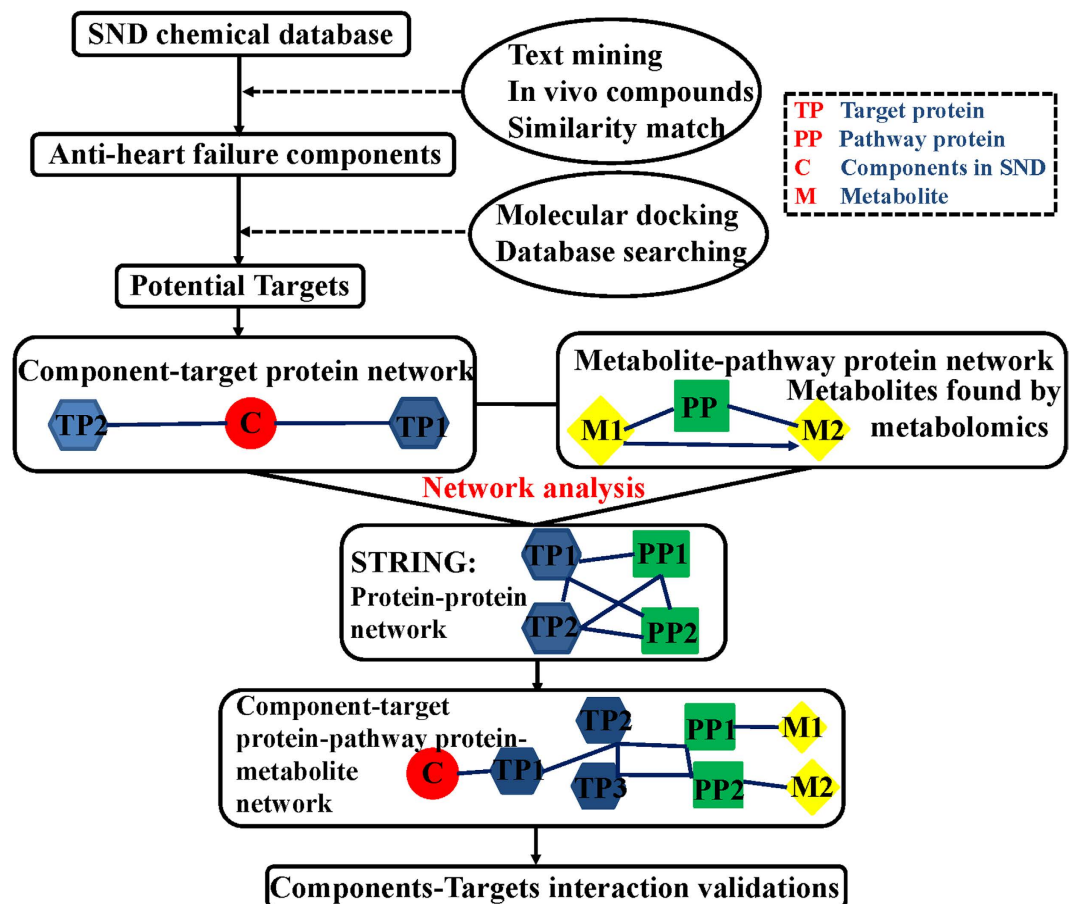 SND chemical database
Text mining
In vivo compounds
Similarity match
TP Target protein
PP Pathway protein
C Components in SND
M Metabolite
Anti-heart failure components
Molecular docking
Database searching
Potential Targets
Component-target protein network
TP2 C TP1
Metabolite-pathway protein network
Metabolites found by
metabolomics
PP
M1 M2
Network analysis
STRING:
Protein-protein
network
TP1 PP1
TP2 PP2
Component-target
protein-pathway protein-
metabolite
network
C TP1 TP2 TP3 PP1 PP2 M1 M2
Components-Targets interaction validations